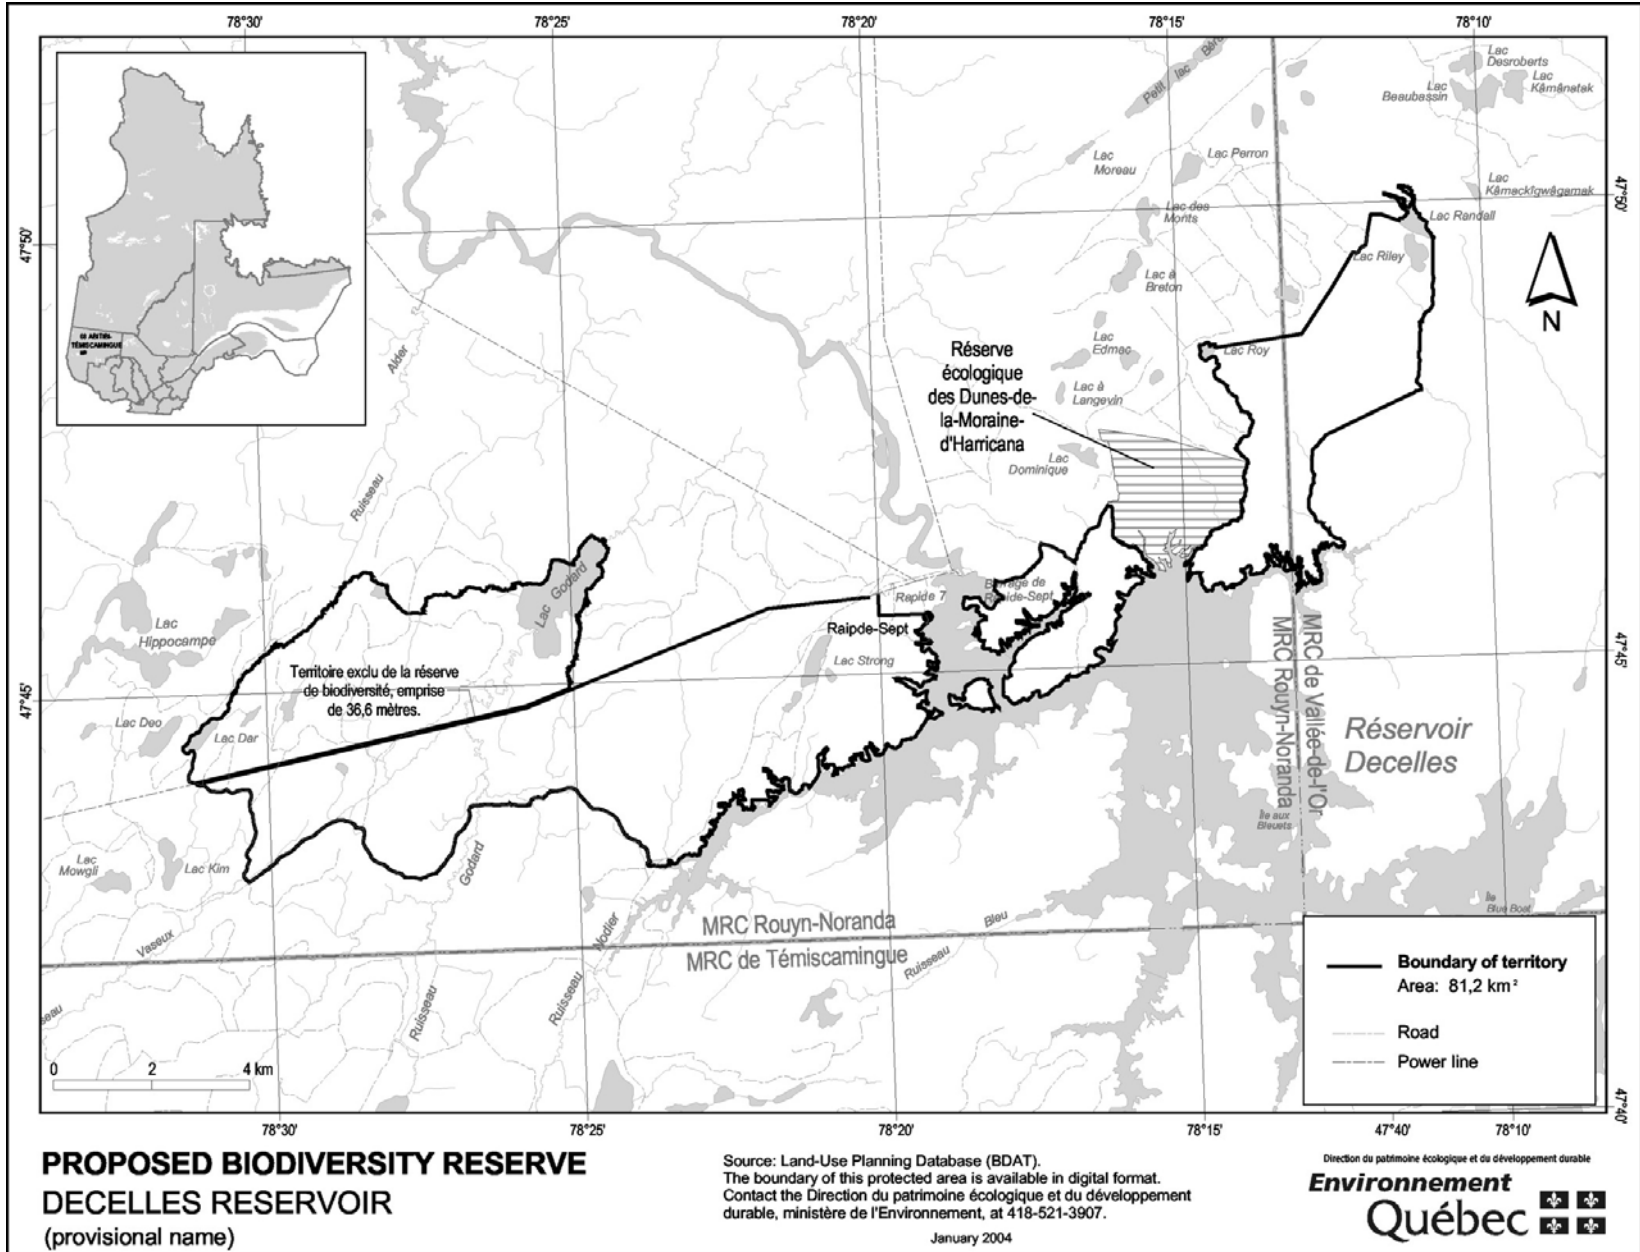 78°30'
78°25'
78°20'
78°15'
78°10'
Lac
Desroberts
Lac
Beaubassin
Lac
Kâmânatak
Petit lac
Lac
Moreau
Lac Perron
Lac
Kâmackîgwâgamak
47°50'
47°50'
Lac des
Monts
Lac Randall
Lac Riley
Lac à
Breton
N
08 ABITIBI-
TÉMISCAMINGUE
Alder
Ruisseau
Lac
Edmac
Lac Roy
Réserve
écologique
des Dunes-de-
la-Moraine-
d'Harricana
Lac à
Langevin
Lac
Dominique
Lac Godard
Rapide 7
Barrage de
Rapide-Sept
Raipde-Sept
Lac Strong
Lac
Hippocampe
Territoire exclu de la réserve
de biodiversité, emprise
de 36,6 mètres.
47°45'
47°45'
Lac Deo
Lac Dar
MRC Rouyn-Noranda
MRC de Vallée-de-l'Or
Réservoir
Decelles
Île aux
Bleuets
Lac
Mowgli
Lac Kim
Godard
Vaseux
Nodier
Ruisseau
Ruisseau
MRC Rouyn-Noranda
MRC de Témiscamingue
Bleu
Ruisseau
Île
Blue Boat
seau
0 2 4 km
Boundary of territory
Area: 81,2 km²
Road
Power line
47°40'
78°30'
78°25'
78°20'
78°15'
47°40'
78°10'
PROPOSED BIODIVERSITY RESERVE
DECELLES RESERVOIR
(provisional name)
Source: Land-Use Planning Database (BDAT).
The boundary of this protected area is available in digital format.
Contact the Direction du patrimoine écologique et du développement
durable, ministère de l'Environnement, at 418-521-3907.
January 2004
Direction du patrimoine écologique et du développement durable
Environnement
Québec